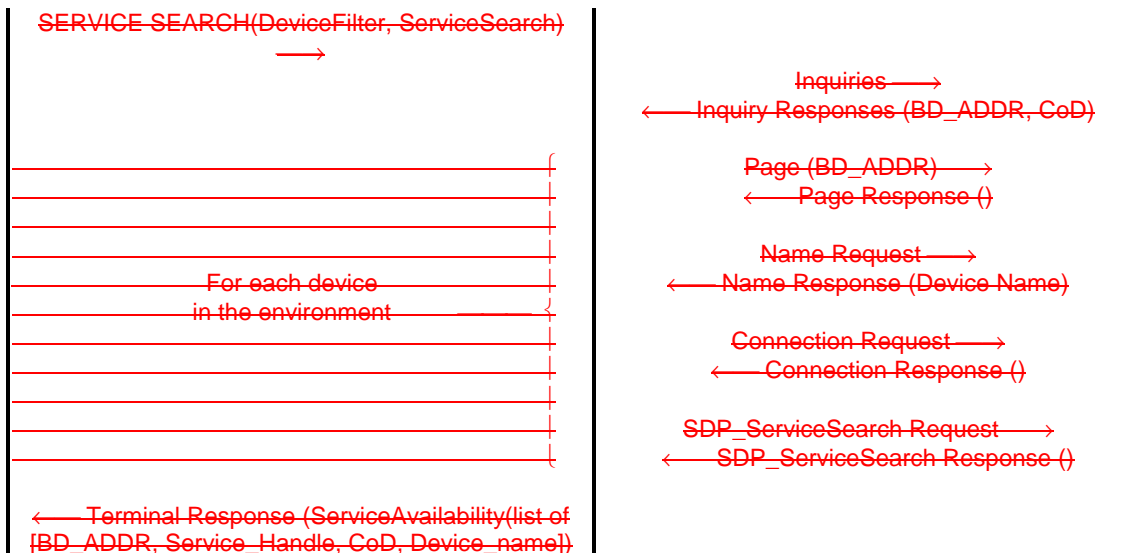 SERVICE SEARCH(DeviceFilter, ServiceSearch)
⟶
Inquiries ⟶
⟵ Inquiry Responses (BD_ADDR, CoD)
Page (BD_ADDR) ⟶
⟵ Page Response ()
Name Request ⟶
⟵ Name Response (Device Name)
For each device
in the environment
Connection Request ⟶
⟵ Connection Response ()
SDP_ServiceSearch Request ⟶
⟵ SDP_ServiceSearch Response ()
⟵ Terminal Response (ServiceAvailability(list of
[BD_ADDR, Service_Handle, CoD, Device_name])